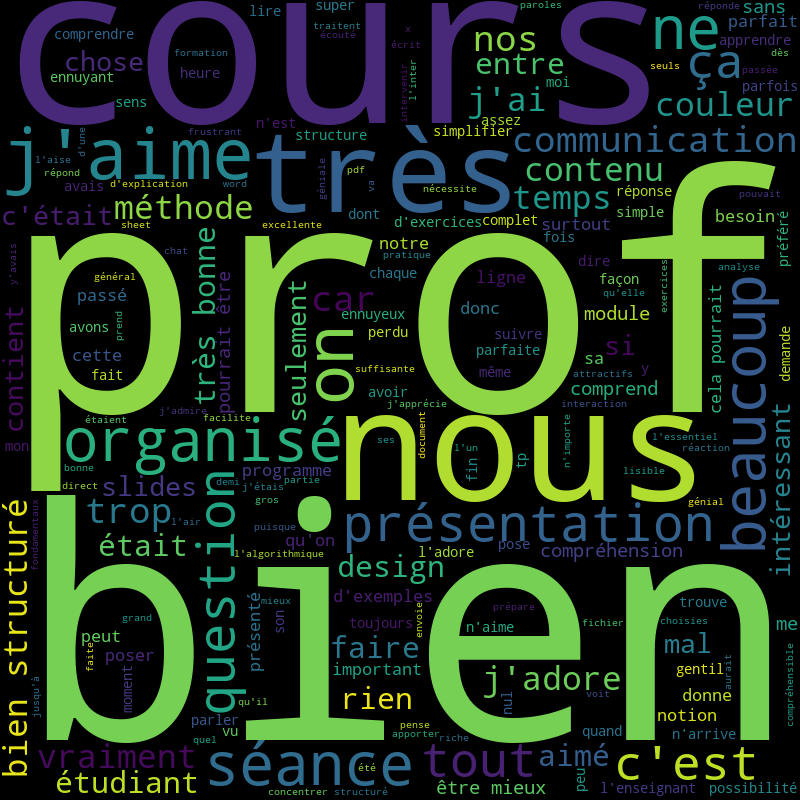 cours
prof
bien
nous
très
j'aime
ne
nos
entre
ça
j'ai
chose
couleur
communication
contenu
temps
méthode
c'était
organisé
présentation
beaucoup
question
séance
tout
c'est
j'adore
design
on
car
si
seulement
très bonne
bien structuré
contient
intéressant
trop
slides
était
étudiant
vraiment
faire
rien
aimé
mal
être mieux
peut
poser
d'exemples
important
toujours
compréhension
programme
qu'on
l'adore
pose
module
comprend
sa
y
donc
ligne
suivre
parfaite
même
ennuyeux
perdu
avoir
chaque
notre
dont
d'exercices
complet
surtout
fois
dire
façon
réponse
simple
besoin
préféré
cela pourrait
demande
pourrait être
passé
avons
cette
fait
mon
avais
sens
heure
ennuyant
comprendre
lire
super
sans
parfait
apprendre
parfois
moi
assez
simplifier
structure
n'est
formation
traitent
écouté
x
écrit
intervenir
l'inter
paroles
réponde
dès
seuls
passée
pouvait
analyse
nécessite
va
pdf
word
géniale
excellente
sheet
chat
pratique
d'explication
répond
l'aise
d'une
frustrant
y'avais
général
prend
étaient
j'admire
facilite
suffisante
j'apprécie
attractifs
interaction
qu'elle
exercices
n'importe
l'essentiel
réaction
lisible
génial
document
ses
l'un
fin
tp
bonne
direct
l'air
demi
j'étais
partie
gros
puisque
l'algorithmique
fondamentaux
grand
mieux
faite
présenté
son
moment
jusqu'à
qu'il
parler
quel
vu
concentrer
structuré
été
riche
apporter
pense
envoie
prépare
n'aime
nul
voit
quand
peu
fichier
choisies
trouve
me
gentil
donne
notion
n'arrive
aurait
compréhensible
l'enseignant
possibilité